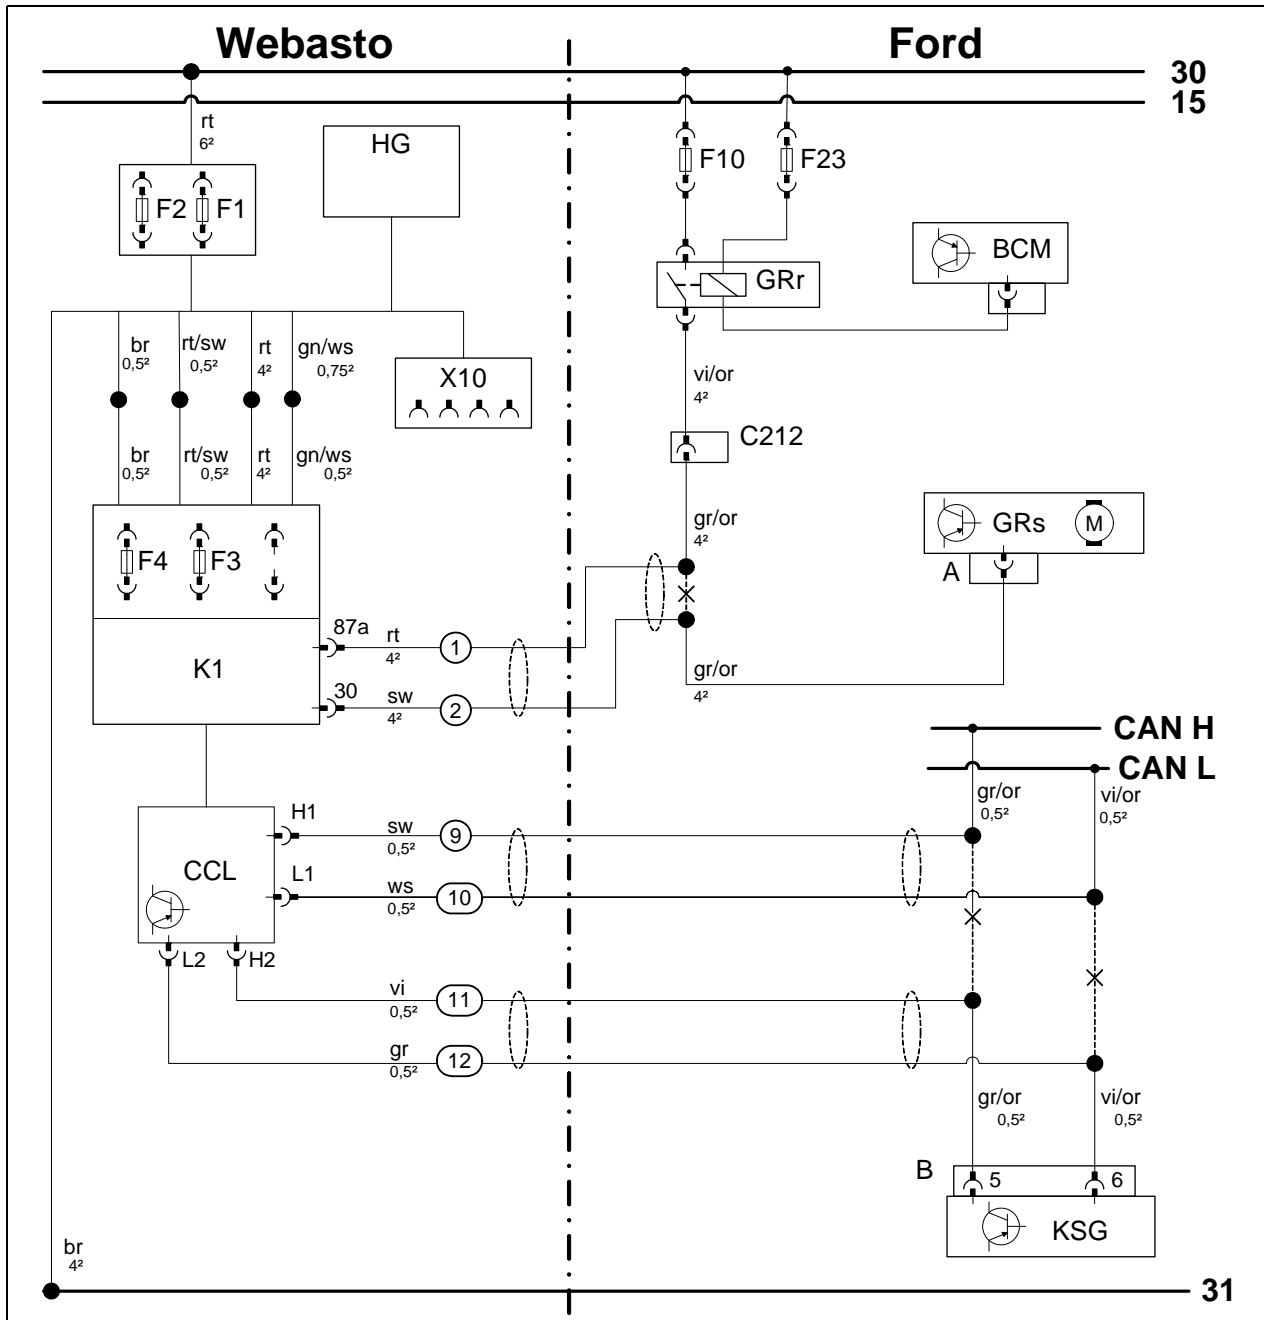 Webasto
Ford
30
15
rt
6²
HG
F2
F1
F10
F23
BCM
GRr
br
0,5²
rt/sw
0,5²
rt
4²
gn/ws
0,75²
X10
vi/or
4²
C212
br
0,5²
rt/sw
0,5²
rt
4²
gn/ws
0,5²
gr/or
4²
GRs
M
A
F4
F3
87a
rt
4²
1
K1
30
sw
4²
2
gr/or
4²
CAN H
CAN L
gr/or
0,5²
vi/or
0,5²
H1
sw
0,5²
9
CCL
L1
ws
0,5²
10
L2
H2
vi
0,5²
11
gr
0,5²
12
gr/or
0,5²
vi/or
0,5²
B
5
6
KSG
br
4²
31